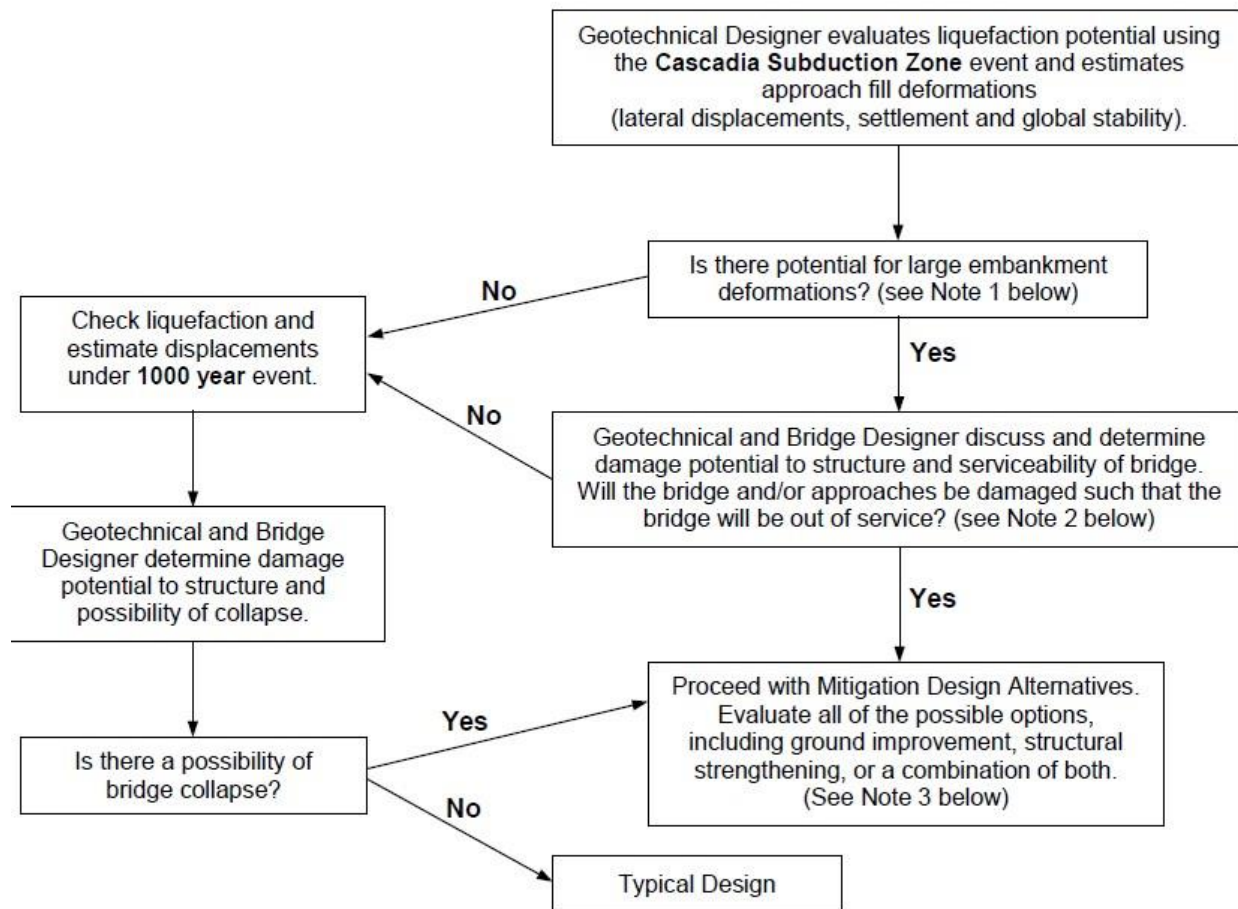 Geotechnical Designer evaluates liquefaction potential using
the Cascadia Subduction Zone event and estimates
approach fill deformations
(lateral displacements, settlement and global stability).
Is there potential for large embankment
deformations? (see Note 1 below)
No
Yes
Check liquefaction and
estimate displacements
under 1000 year event.
No
Geotechnical and Bridge Designer discuss and determine
damage potential to structure and serviceability of bridge.
Will the bridge and/or approaches be damaged such that the
bridge will be out of service? (see Note 2 below)
Geotechnical and Bridge
Designer determine damage
potential to structure and
possibility of collapse.
Yes
Proceed with Mitigation Design Alternatives.
Evaluate all of the possible options,
including ground improvement, structural
strengthening, or a combination of both.
(See Note 3 below)
Yes
Is there a possibility of
bridge collapse?
No
Typical Design